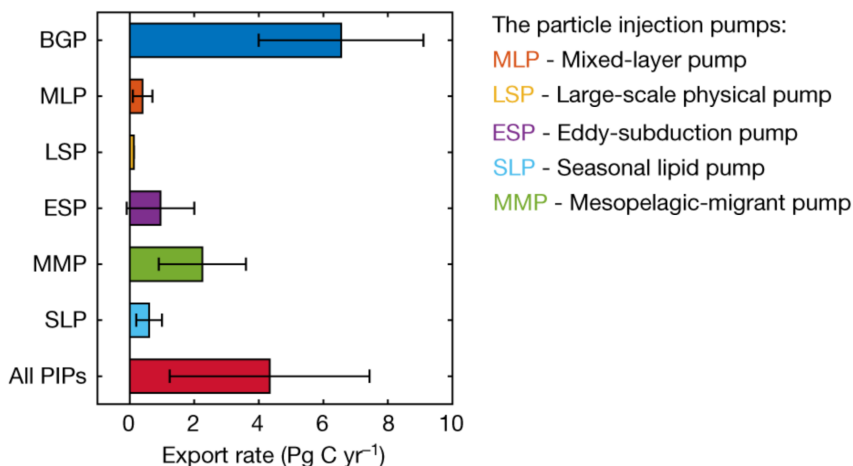 BGP
MLP
LSP
ESP
MMP
SLP
All PIPs
0 2 4 6 8 10
Export rate (Pg C yr⁻¹)
The particle injection pumps:
MLP - Mixed-layer pump
LSP - Large-scale physical pump
ESP - Eddy-subduction pump
SLP - Seasonal lipid pump
MMP - Mesopelagic-migrant pump